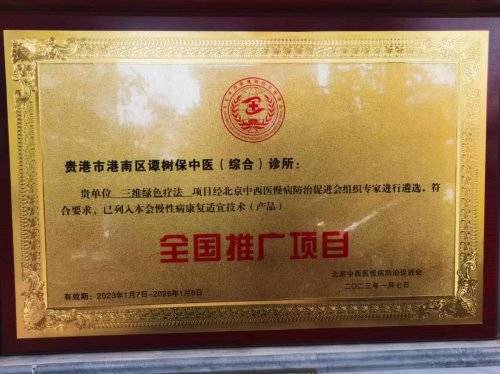 贵港市港南区谭树保中医（综合）诊所：
贵单位 三维绿色疗法 项目经北京中西医慢病防治促进会组织专家进行遴选，符
合要求，已列入本会慢性病康复适宜技术（产品）
全国推广项目
北京中西医慢病防治促进会
二〇二三年一月七日
有效期：2023年1月7日-2026年1月6日